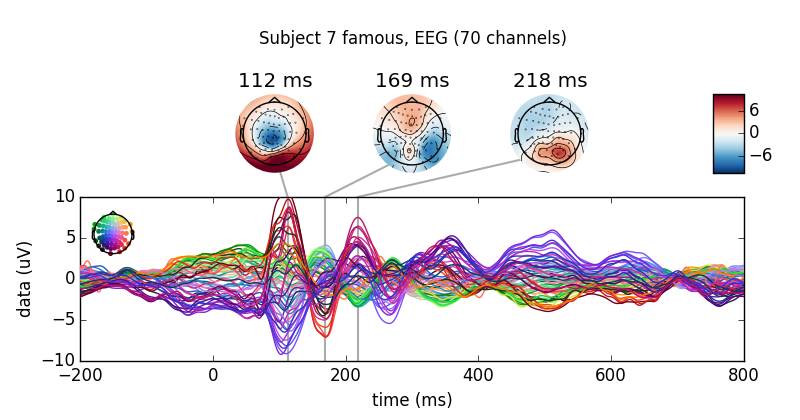 Subject 7 famous, EEG (70 channels)
112 ms 169 ms 218 ms
6
0
−6
10
5
0
−5
−10
data (uV)
−200 0 200 400 600 800
time (ms)